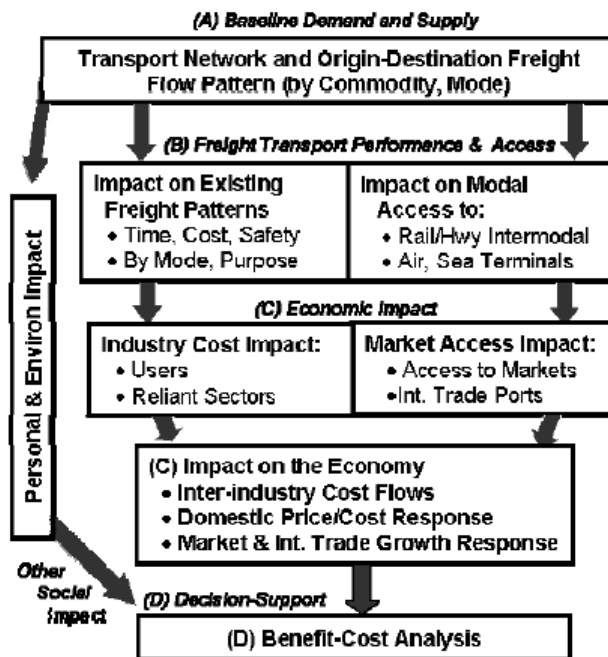 (A) Baseline Demand and Supply
Transport Network and Origin-Destination Freight
Flow Pattern (by Commodity, Mode)
(B) Freight Transport Performance & Access
Impact on Existing
Freight Patterns
• Time, Cost, Safety
• By Mode, Purpose
Impact on Modal
Access to:
• Rail/Hwy Intermodal
• Air, Sea Terminals
(C) Economic Impact
Industry Cost Impact:
• Users
• Reliant Sectors
Market Access Impact:
• Access to Markets
•Int. Trade Ports
Personal & Environ Impact
(C) Impact on the Economy
• Inter-industry Cost Flows
• Domestic Price/Cost Response
• Market & Int. Trade Growth Response
Other
Social
Impact
(D) Decision-Support
(D) Benefit-Cost Analysis